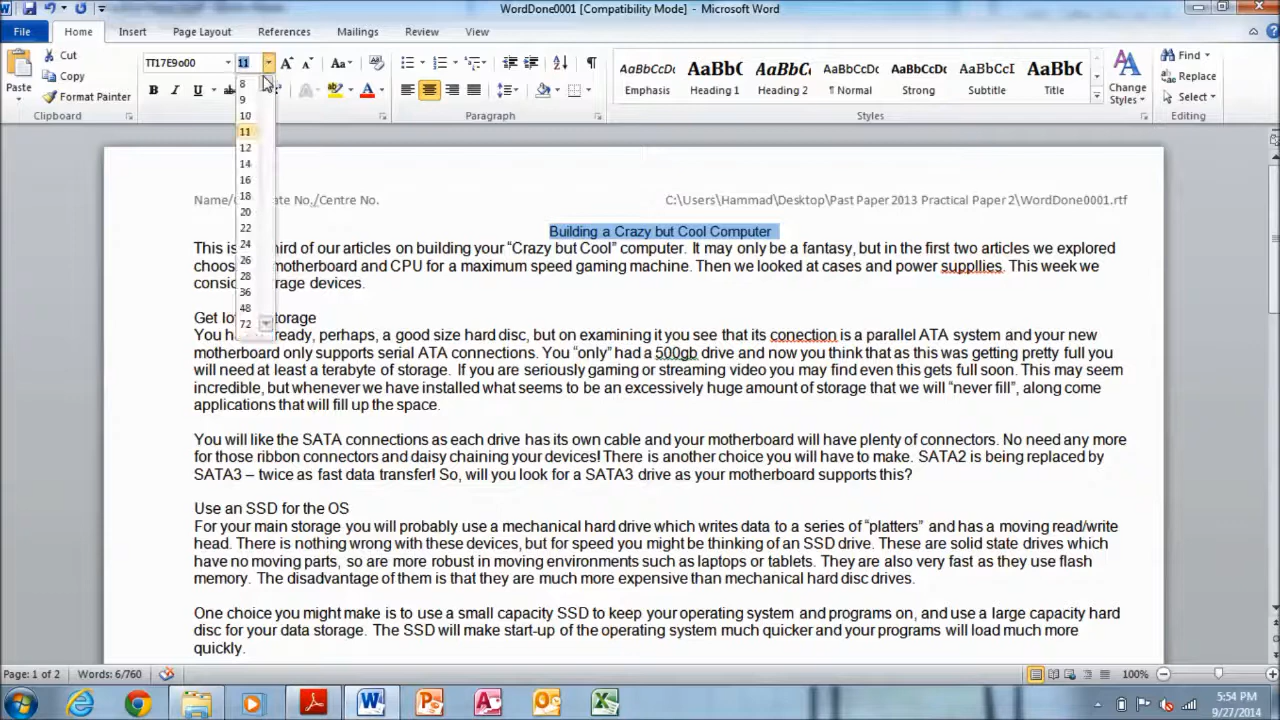 WordDone0001 [Compatibility Mode] - Microsoft Word
File Home Insert Page Layout References Mailings Review View
Cut
Copy
Format Painter
Paste
Clipboard
TT17E9o00 11
8
9
10
11
12
14
16
18
20
22
24
26
28
36
48
72
Paragraph
AaBbCcDc AaBb( AaBbC( AaBbCcDc AaBbCcDc AaBbCcDc AaBbC
Emphasis Heading 1 Heading 2 ¶ Normal Strong Subtitle Title
Styles
Change Styles
Find
Replace
Select
Editing
Name/ ate No./Centre No. C:\Users\Hammad\Desktop\Past Paper 2013 Practical Paper 2\WordDone0001.rtf
Building a Crazy but Cool Computer
This is hird of our articles on building your “Crazy but Cool” computer. It may only be a fantasy, but in the first two articles we explored
choos motherboard and CPU for a maximum speed gaming machine. Then we looked at cases and power suppllies. This week we
consid rage devices.
Get lo torage
You h ready, perhaps, a good size hard disc, but on examining it you see that its conection is a parallel ATA system and your new
motherboard only supports serial ATA connections. You “only” had a 500gb drive and now you think that as this was getting pretty full you
will need at least a terabyte of storage. If you are seriously gaming or streaming video you may find even this gets full soon. This may seem
incredible, but whenever we have installed what seems to be an excessively huge amount of storage that we will “never fill”, along come
applications that will fill up the space.
You will like the SATA connections as each drive has its own cable and your motherboard will have plenty of connectors. No need any more
for those ribbon connectors and daisy chaining your devices! There is another choice you will have to make. SATA2 is being replaced by
SATA3 – twice as fast data transfer! So, will you look for a SATA3 drive as your motherboard supports this?
Use an SSD for the OS
For your main storage you will probably use a mechanical hard drive which writes data to a series of “platters” and has a moving read/write
head. There is nothing wrong with these devices, but for speed you might be thinking of an SSD drive. These are solid state drives which
have no moving parts, so are more robust in moving environments such as laptops or tablets. They are also very fast as they use flash
memory. The disadvantage of them is that they are much more expensive than mechanical hard disc drives.
One choice you might make is to use a small capacity SSD to keep your operating system and programs on, and use a large capacity hard
disc for your data storage. The SSD will make start-up of the operating system much quicker and your programs will load much more
quickly.
Page: 1 of 2 Words: 6/760 100%
5:54 PM
9/27/2014